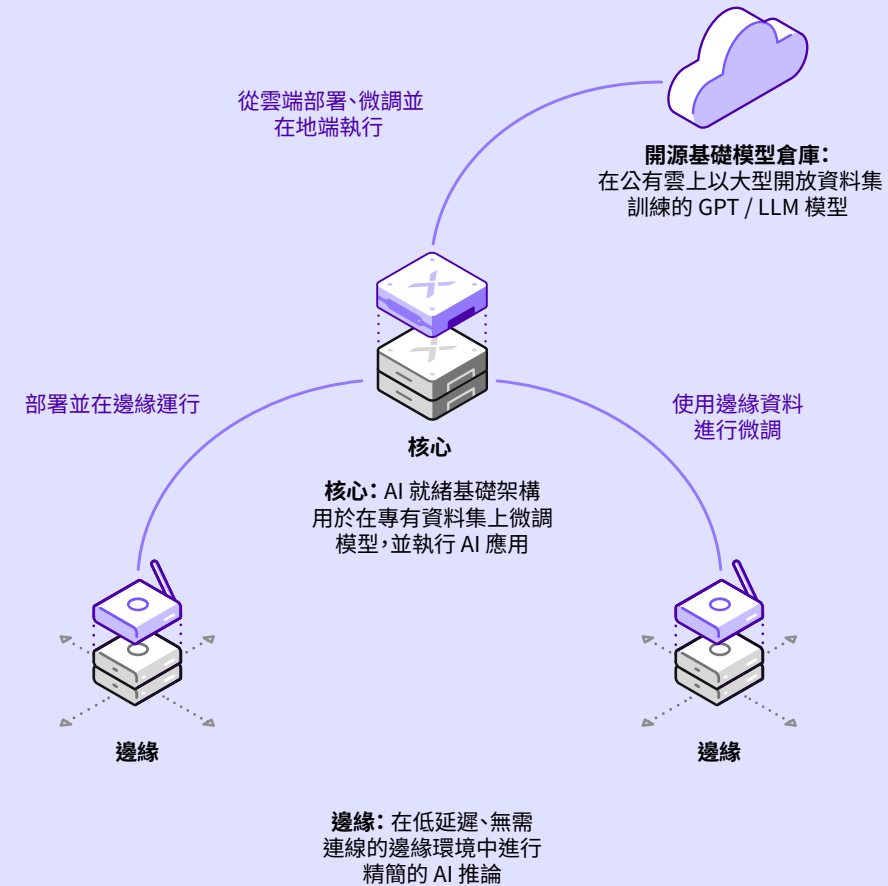 從雲端部署、微調並
在地端執行
開源基礎模型倉庫：
在公有雲上以大型開放資料集
訓練的 GPT / LLM 模型
部署並在邊緣運行
使用邊緣資料
進行微調
核心
核心：AI 就緒基礎架構
用於在專有資料集上微調
模型，並執行 AI 應用
邊緣
邊緣
邊緣：在低延遲、無需
連線的邊緣環境中進行
精簡的 AI 推論